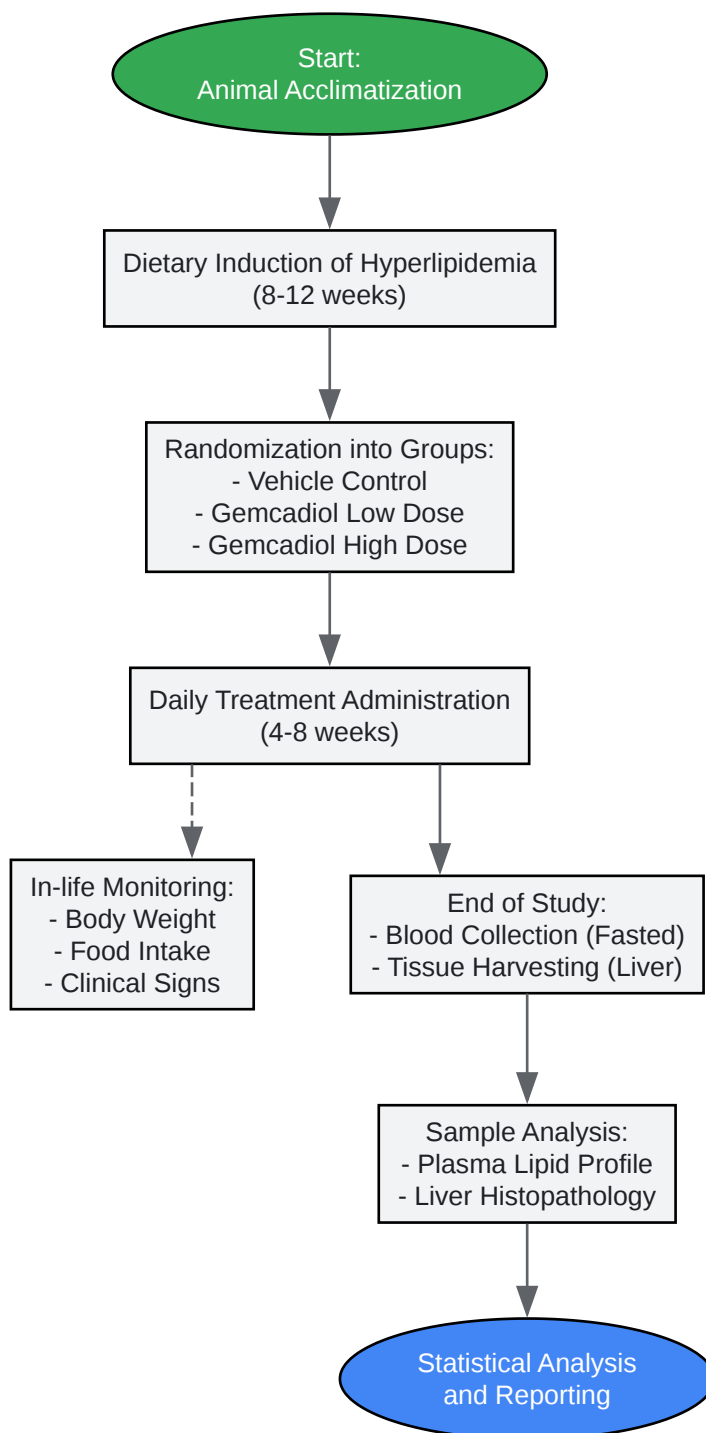 Start:
Animal Acclimatization
Dietary Induction of Hyperlipidemia
(8-12 weeks)
Randomization into Groups:
- Vehicle Control
- Gemcadiol Low Dose
- Gemcadiol High Dose
Daily Treatment Administration
(4-8 weeks)
In-life Monitoring:
- Body Weight
- Food Intake
- Clinical Signs
End of Study:
- Blood Collection (Fasted)
- Tissue Harvesting (Liver)
Sample Analysis:
- Plasma Lipid Profile
- Liver Histopathology
Statistical Analysis
and Reporting